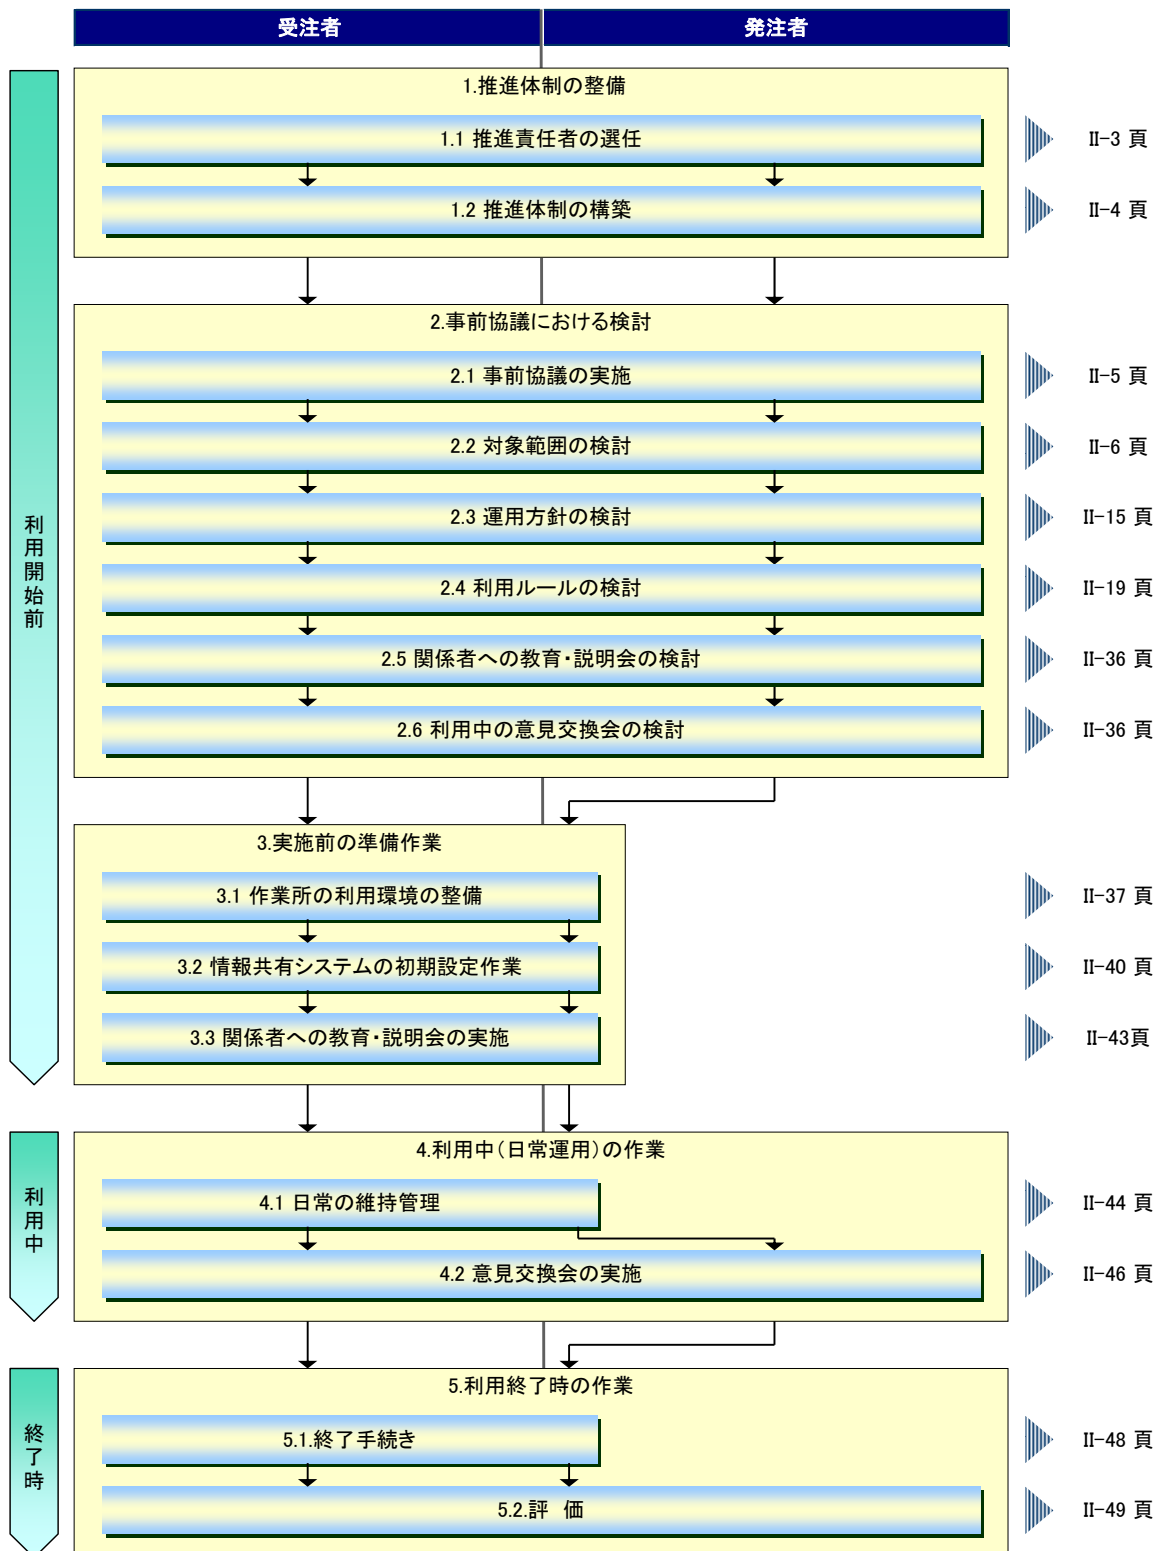 受注者 発注者
1.推進体制の整備
1.1 推進責任者の選任 II-3 頁
1.2 推進体制の構築 II-4 頁
2.事前協議における検討
2.1 事前協議の実施 II-5 頁
2.2 対象範囲の検討 II-6 頁
2.3 運用方針の検討 II-15 頁
利用開始前
2.4 利用ルールの検討 II-19 頁
2.5 関係者への教育・説明会の検討 II-36 頁
2.6 利用中の意見交換会の検討 II-36 頁
3.実施前の準備作業
3.1 作業所の利用環境の整備 II-37 頁
3.2 情報共有システムの初期設定作業 II-40 頁
3.3 関係者への教育・説明会の実施 II-43頁
4.利用中(日常運用)の作業
利用中
4.1 日常の維持管理 II-44 頁
4.2 意見交換会の実施 II-46 頁
5.利用終了時の作業
終了時
5.1.終了手続き II-48 頁
5.2.評 価 II-49 頁